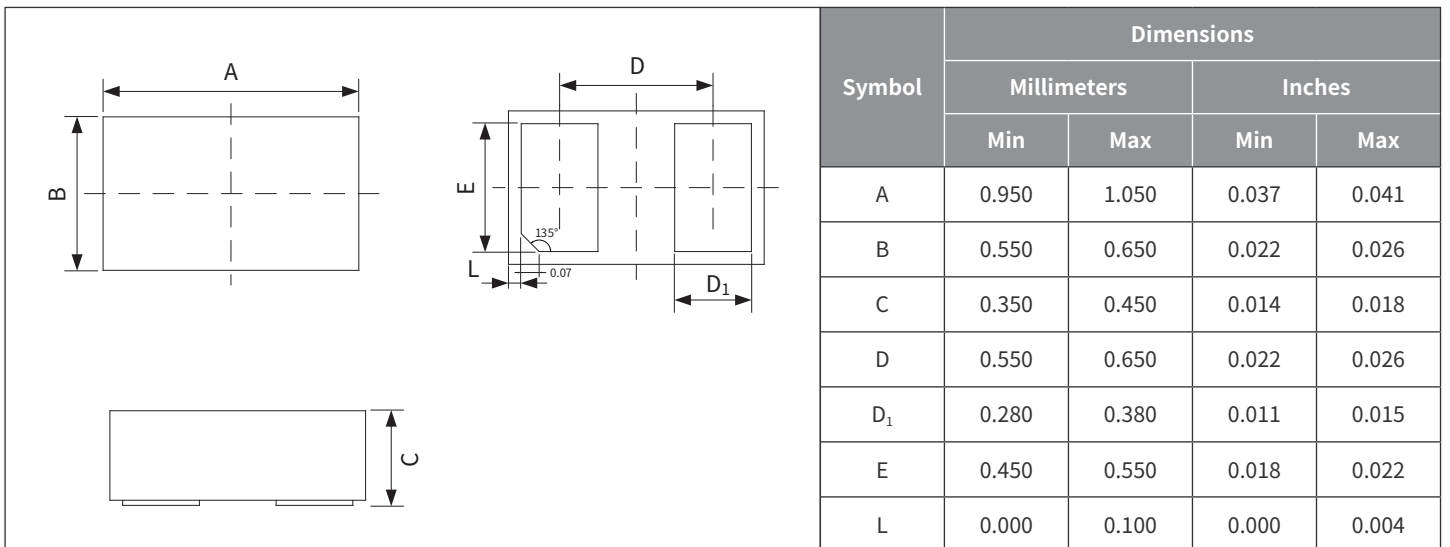 A
B
D
E
135°
L
0.07
D₁
C
Symbol Dimensions
Millimeters Inches
Min Max Min Max
A 0.950 1.050 0.037 0.041
B 0.550 0.650 0.022 0.026
C 0.350 0.450 0.014 0.018
D 0.550 0.650 0.022 0.026
D₁ 0.280 0.380 0.011 0.015
E 0.450 0.550 0.018 0.022
L 0.000 0.100 0.000 0.004